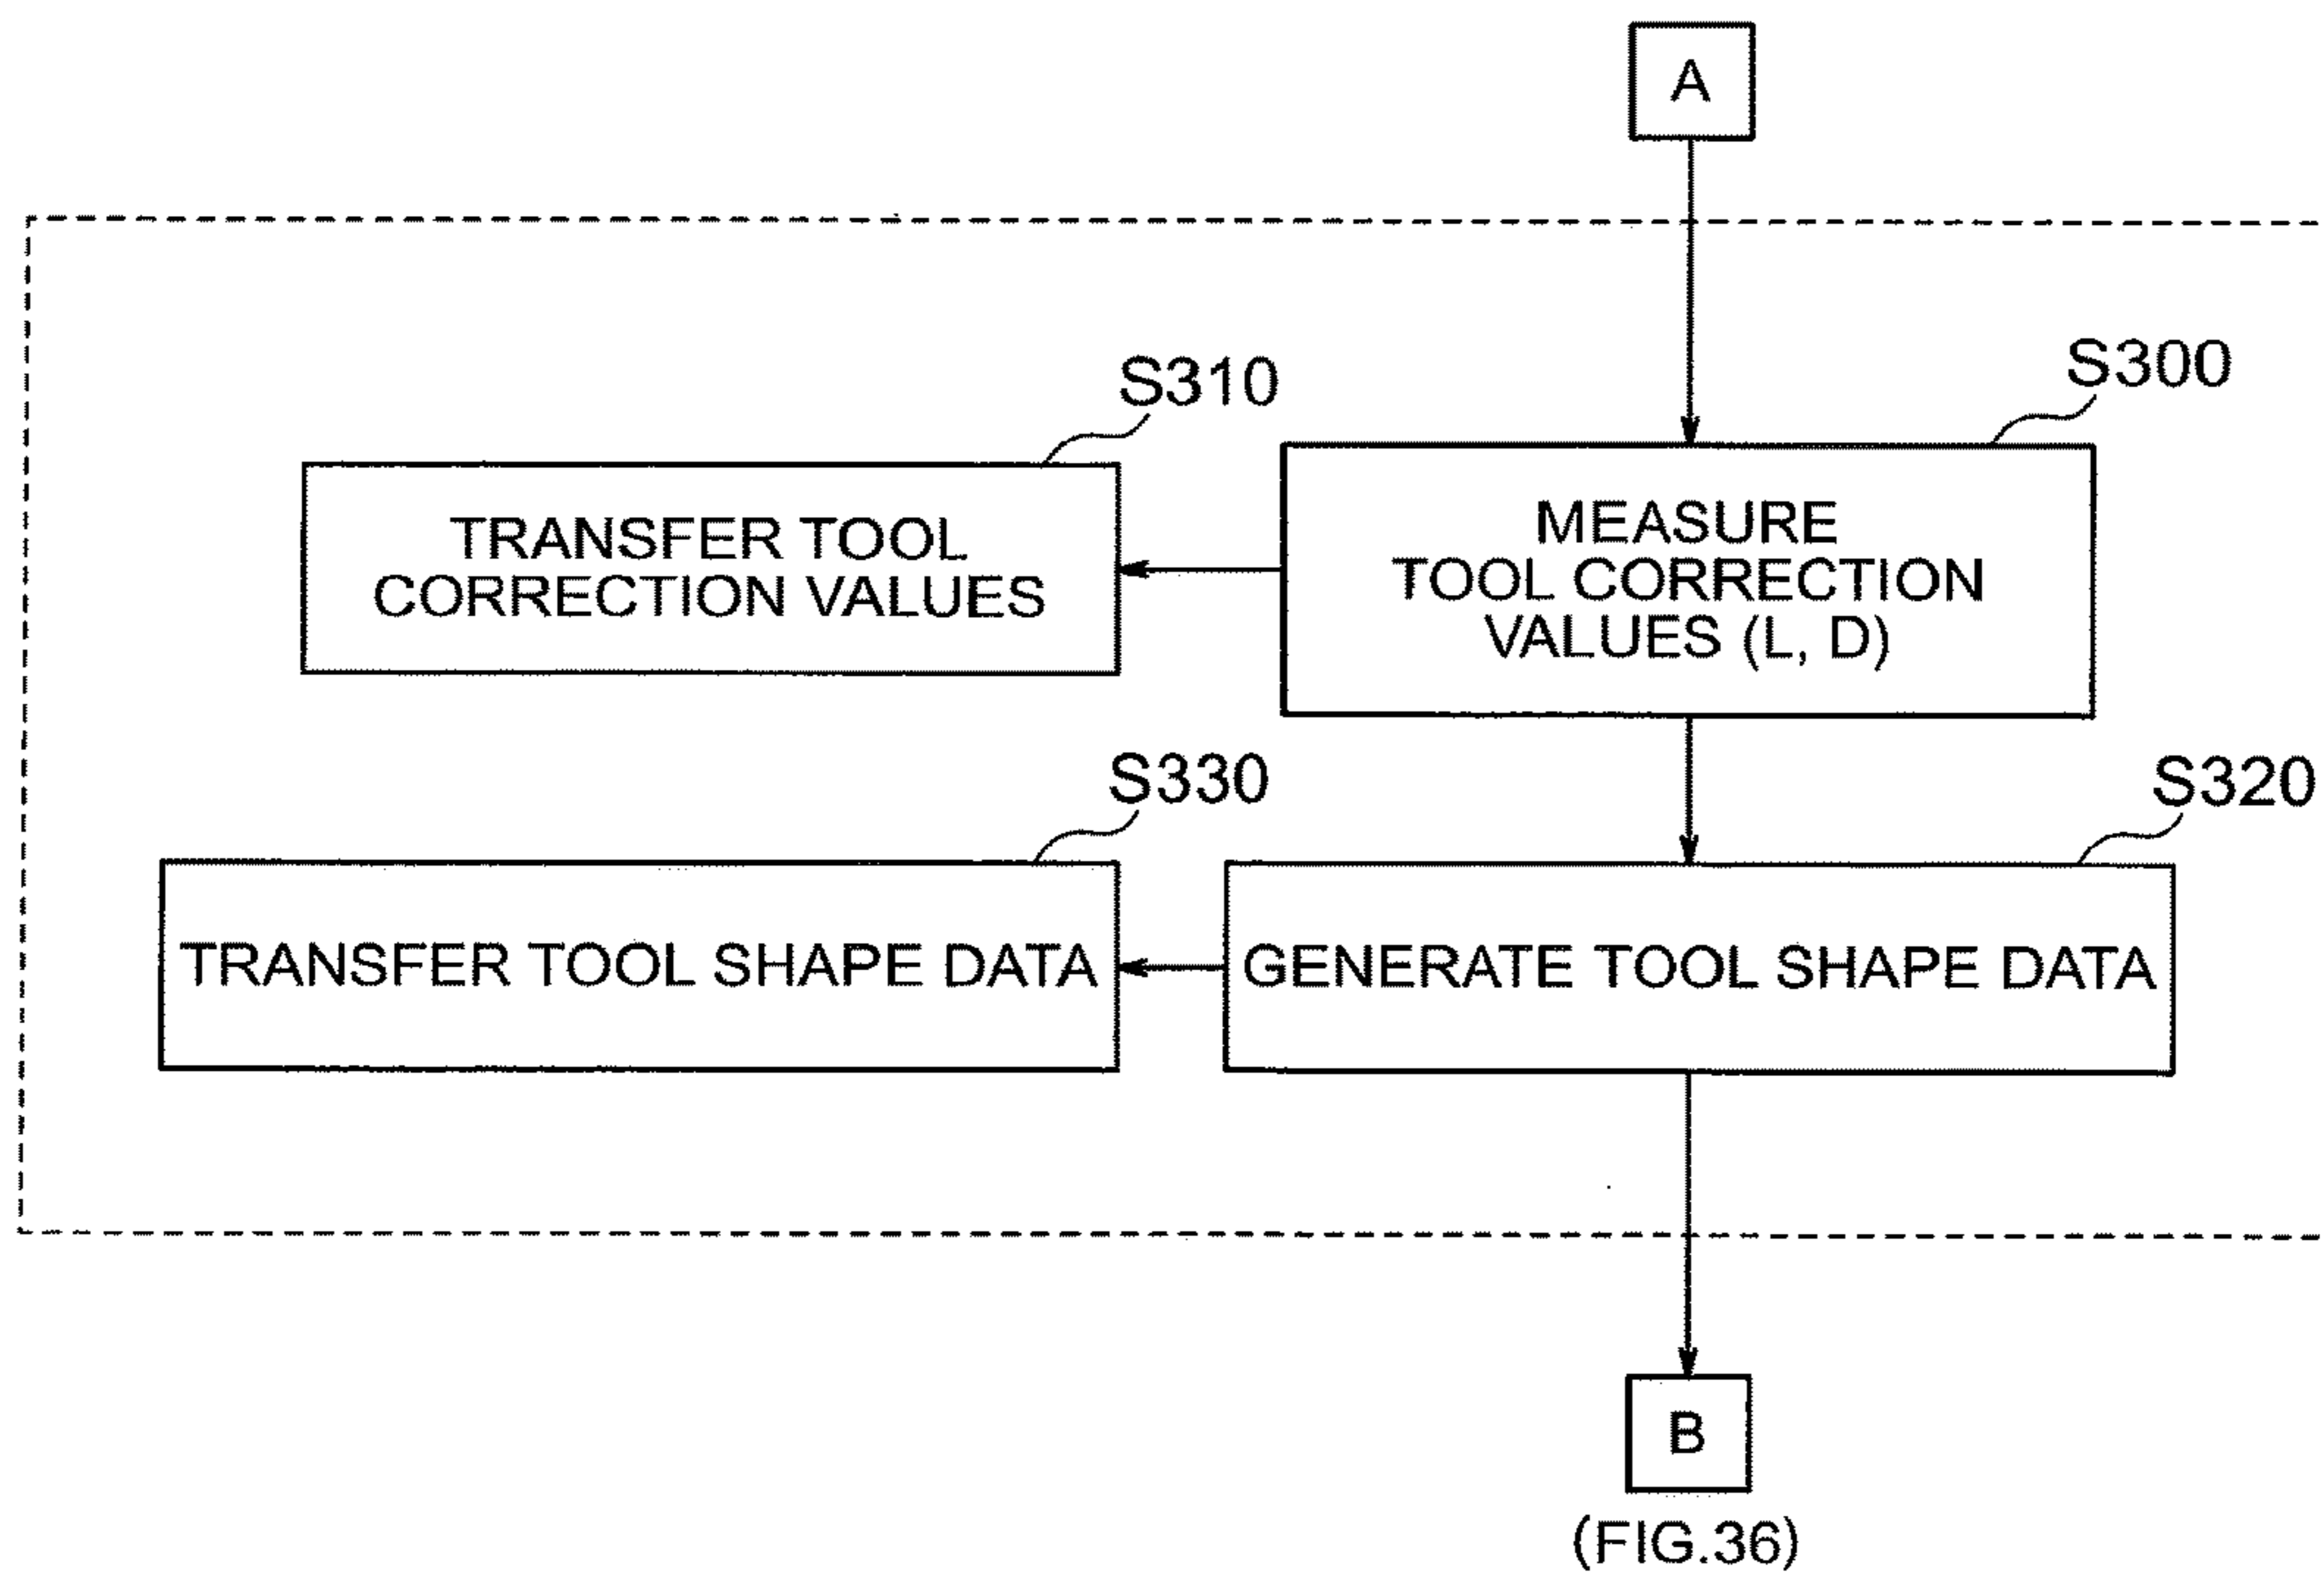 A
S310
S300
TRANSFER TOOL
CORRECTION VALUES
MEASURE
TOOL CORRECTION
VALUES (L, D)
S330
S320
TRANSFER TOOL SHAPE DATA
GENERATE TOOL SHAPE DATA
B
(FIG.36)